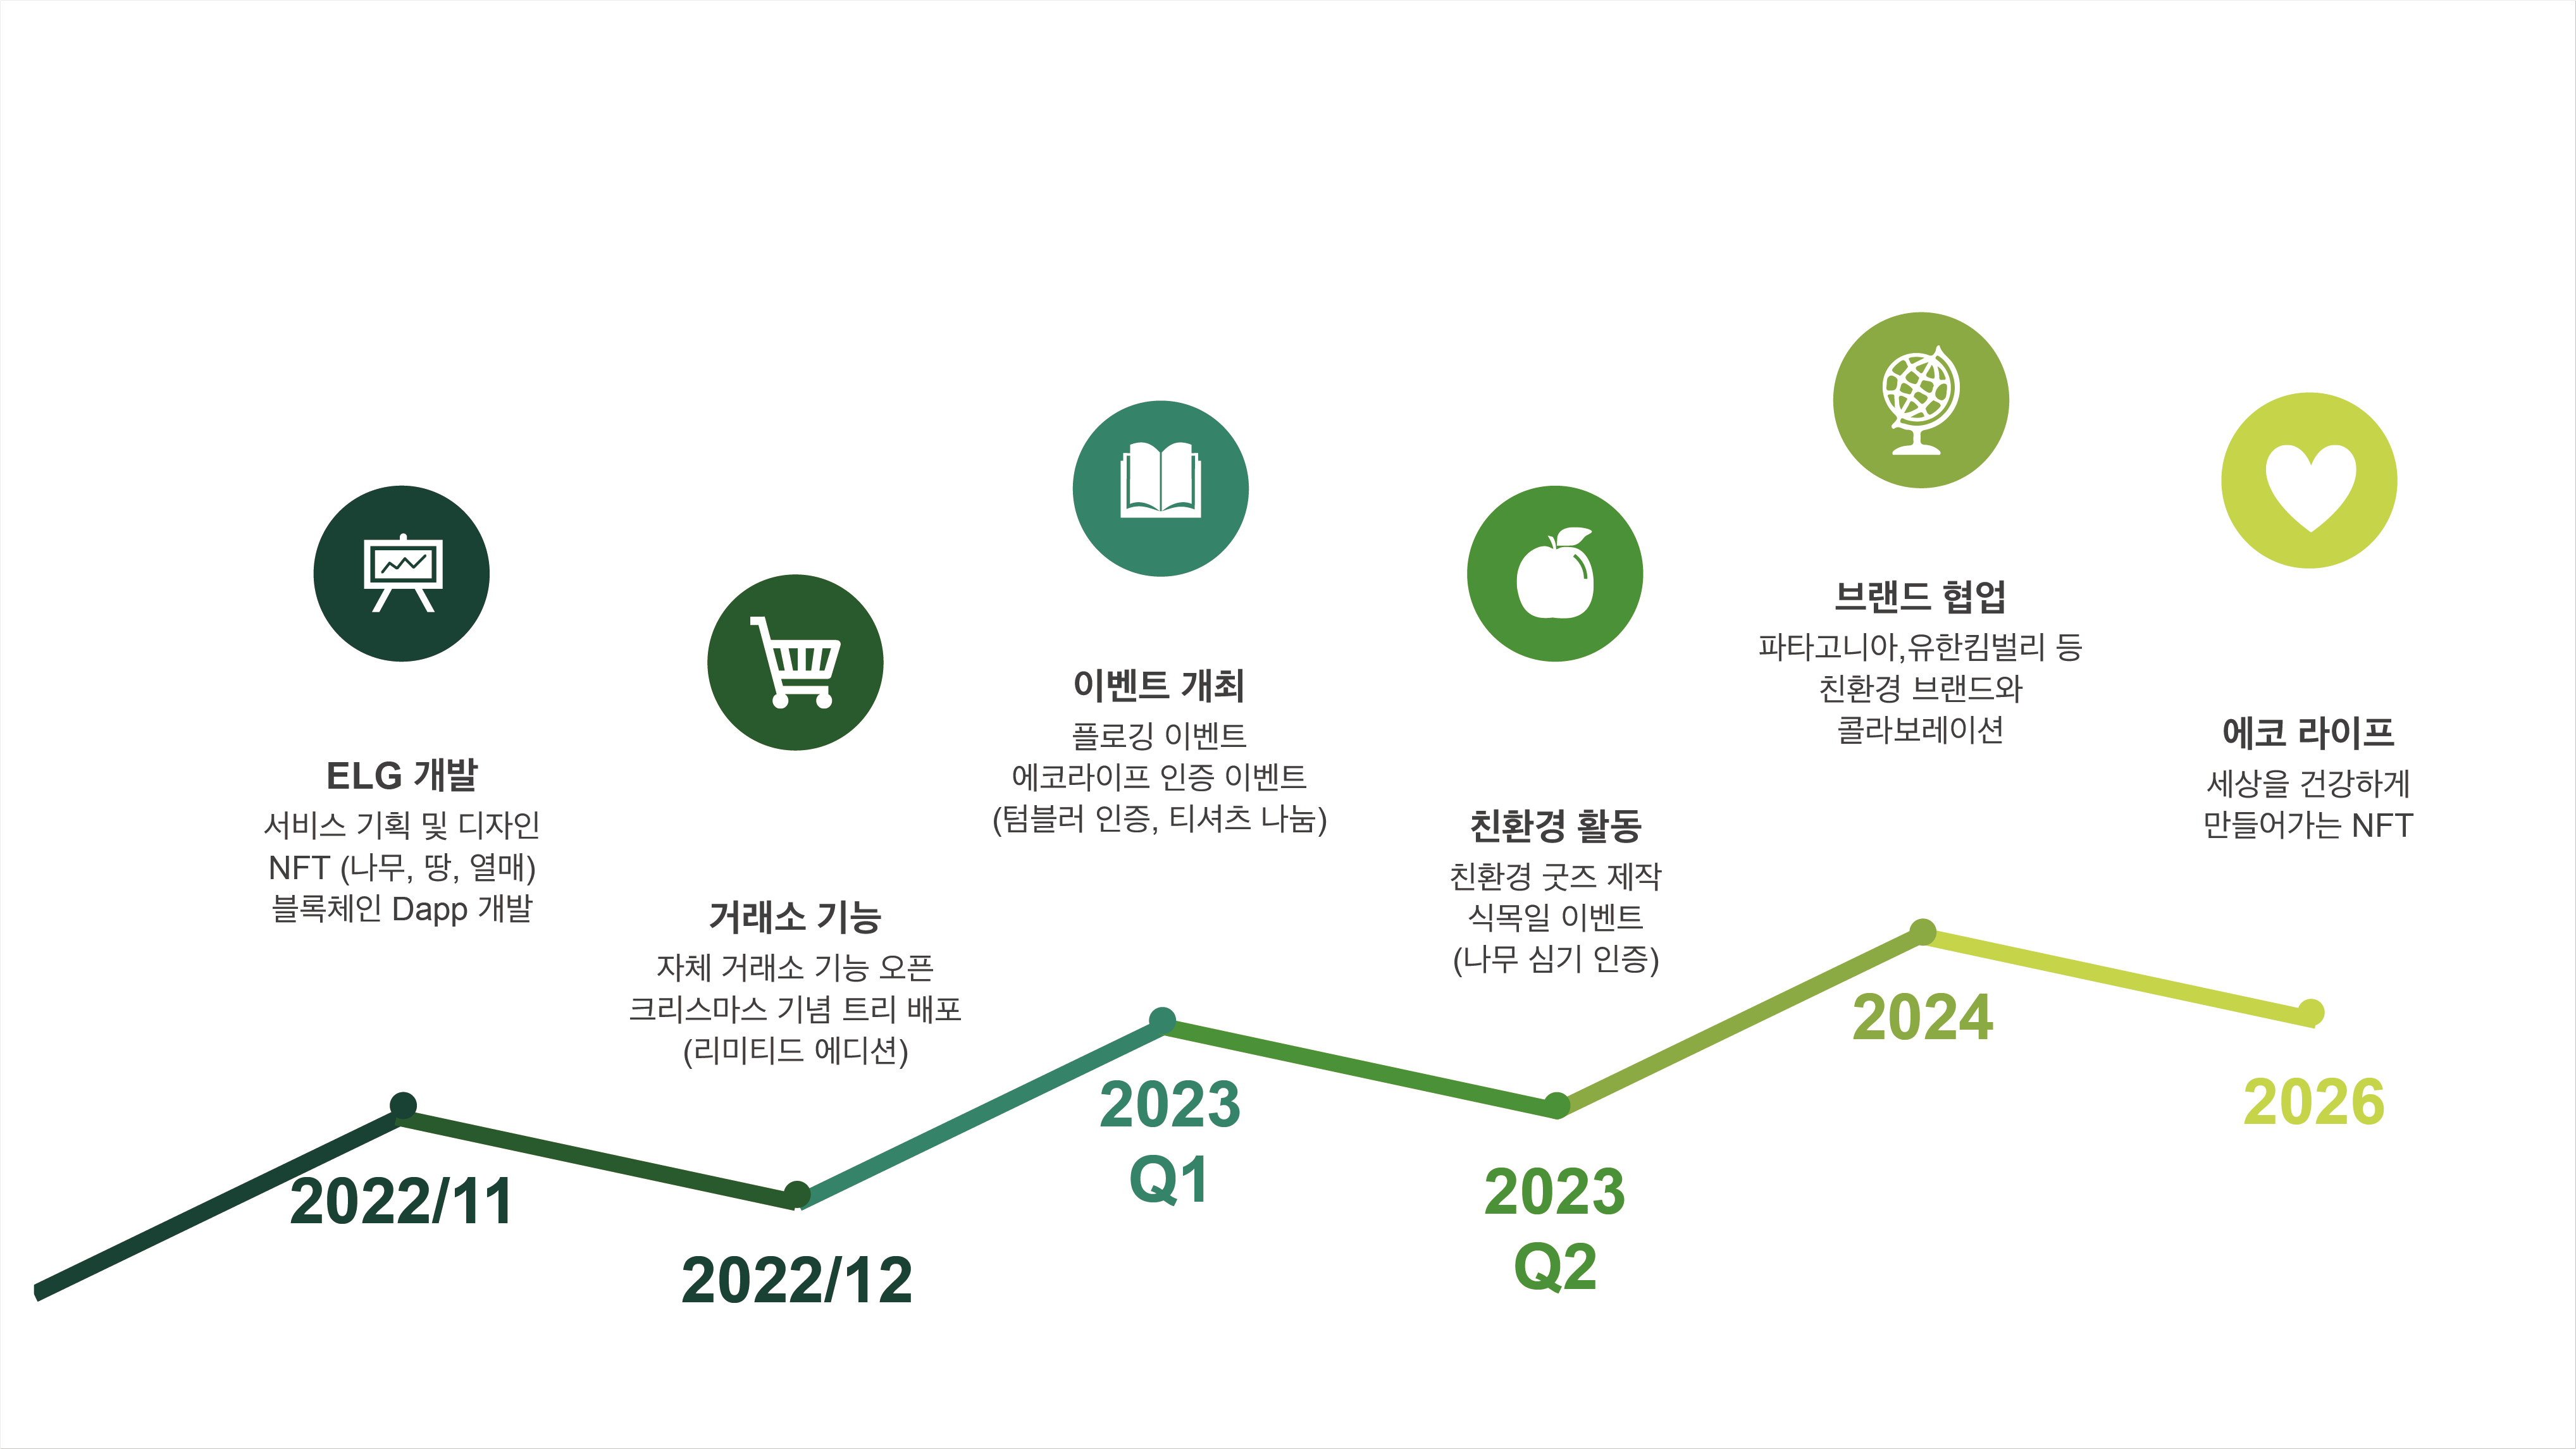 ELG 개발
서비스 기획 및 디자인
NFT (나무, 땅, 열매)
블록체인 Dapp 개발
2022/11
거래소 기능
자체 거래소 기능 오픈
크리스마스 기념 트리 배포
(리미티드 에디션)
2022/12
이벤트 개최
플로깅 이벤트
에코라이프 인증 이벤트
(텀블러 인증, 티셔츠 나눔)
2023
Q1
친환경 활동
친환경 굿즈 제작
식목일 이벤트
(나무 심기 인증)
2023
Q2
브랜드 협업
파타고니아,유한킴벌리 등
친환경 브랜드와
콜라보레이션
2024
에코 라이프
세상을 건강하게
만들어가는 NFT
2026